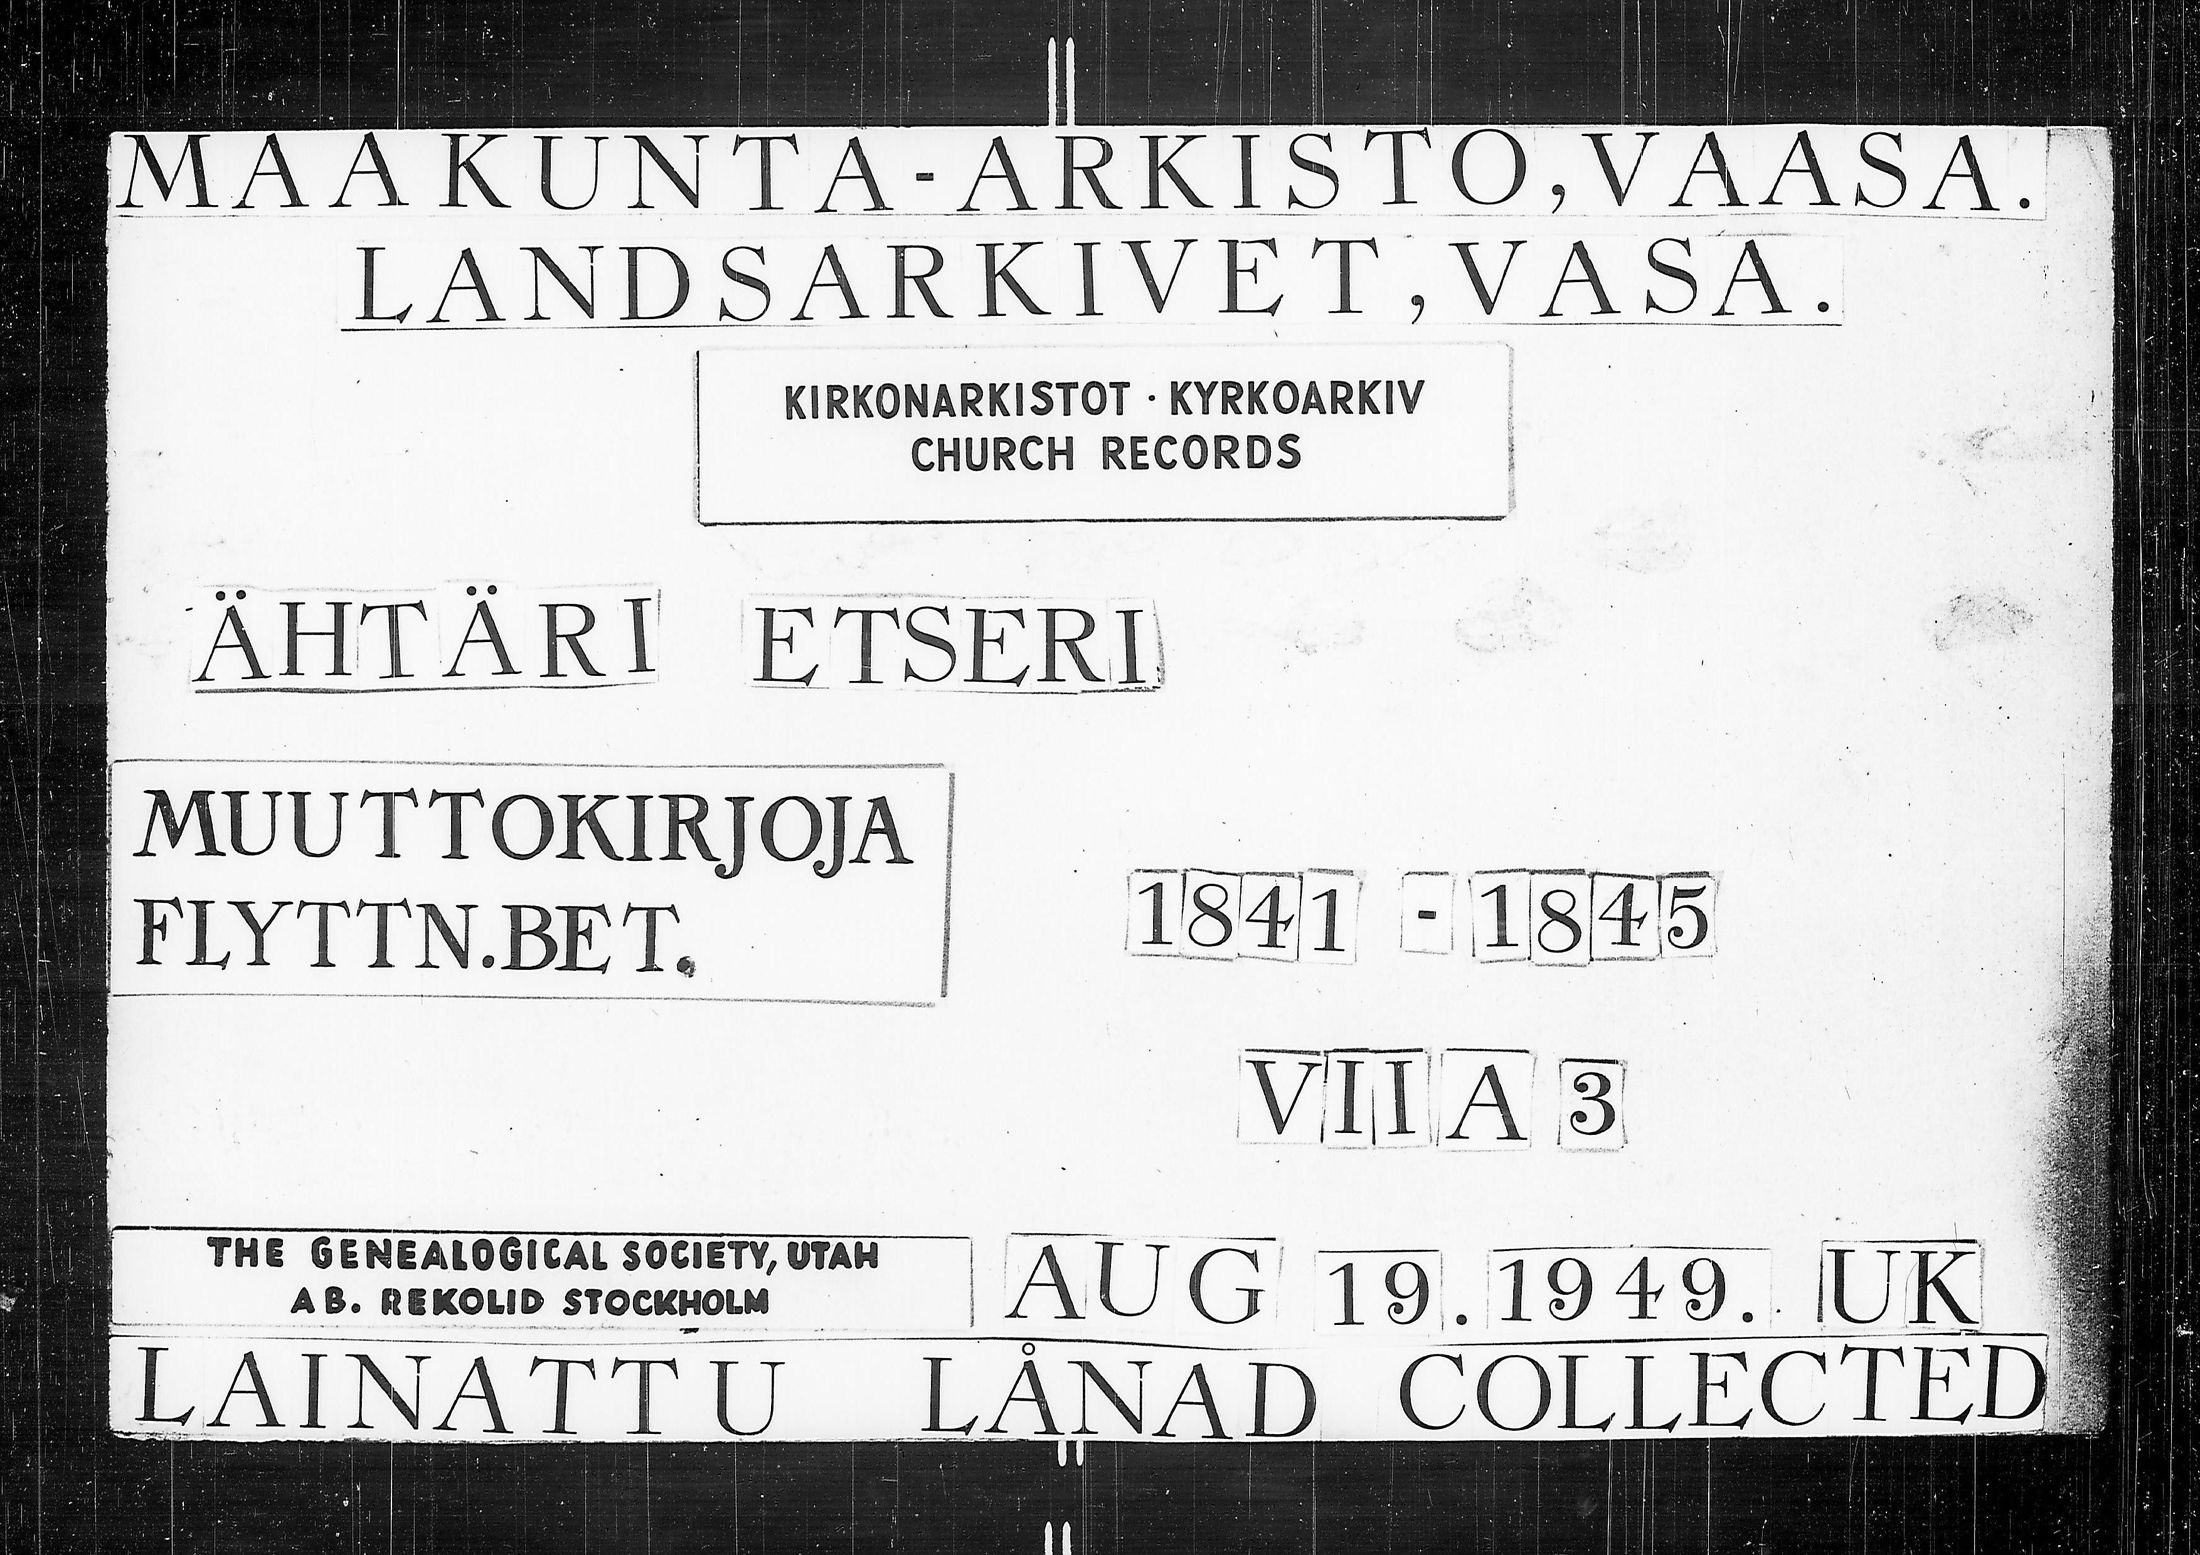 MAAKUNTA-ARKISTO, VAASA.
LANDSARKIVET, VASA.
KIRKONARKISTOT · KYRKOARKIV
CHURCH RECORDS
ÄHTÄRI ETSERI
MUUTTOKIRJOJA
FLYTTN.BET.
1841 - 1845
VII A 3
THE GENEALOGICAL SOCIETY, UTAH
AB. REKOLID STOCKHOLM
AUG 19. 1949. UK
LAINATTU LÅNAD COLLECTED